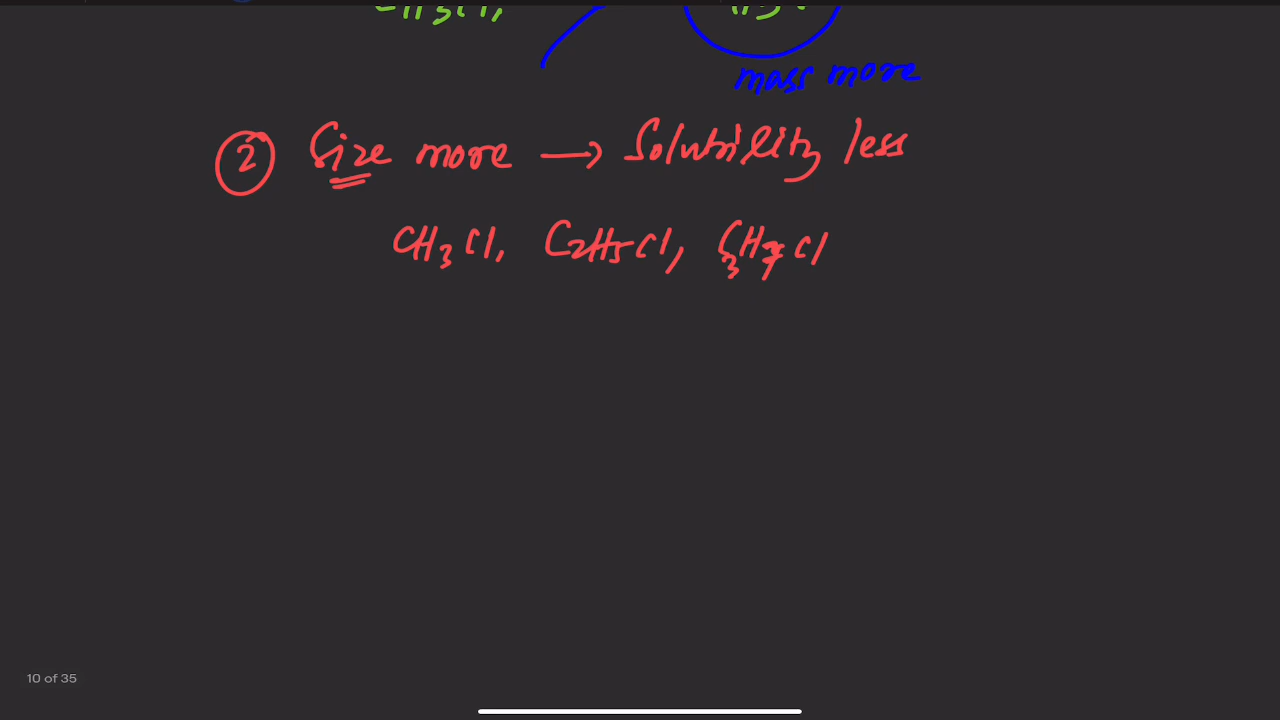 mass more
② Size more → Solubility less
CH3Cl, C2H5Cl, C3H7Cl
10 of 35